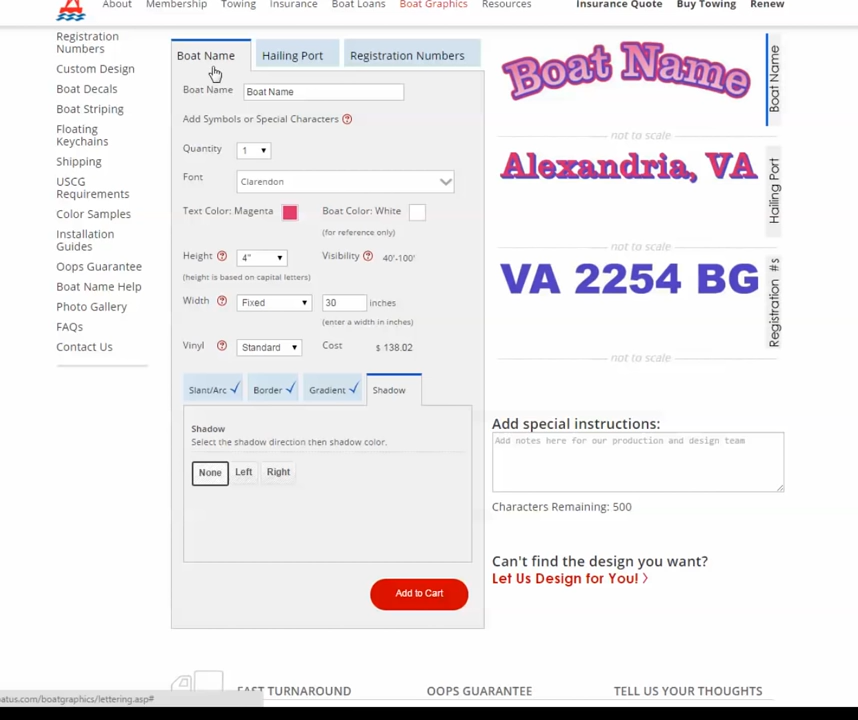 About Membership Towing Insurance Boat Loans Boat Graphics Resources Insurance Quote Buy Towing Renew
Registration
Numbers
Custom Design
Boat Decals
Boat Striping
Floating
Keychains
Shipping
USCG
Requirements
Color Samples
Installation
Guides
Oops Guarantee
Boat Name Help
Photo Gallery
FAQs
Contact Us
Boat Name Hailing Port Registration Numbers
Boat Name Boat Name
Add Symbols or Special Characters ?
Quantity 1
Font Clarendon
Text Color: Magenta Boat Color: White
(for reference only)
Height ? 4" Visibility ? 40'-100'
(height is based on capital letters)
Width ? Fixed 30 inches
(enter a width in inches)
Vinyl ? Standard Cost $ 138.02
Slant/Arc Border Gradient Shadow
Shadow
Select the shadow direction then shadow color.
None Left Right
Add to Cart
Boat Name Boat Name
not to scale
Alexandria, VA Hailing Port
not to scale
VA 2254 BG Registration #s
not to scale
Add special instructions:
Add notes here for our production and design team
Characters Remaining: 500
Can't find the design you want?
Let Us Design for You! 〉
FAST TURNAROUND OOPS GUARANTEE TELL US YOUR THOUGHTS
atus.com/boatgraphics/lettering.asp#